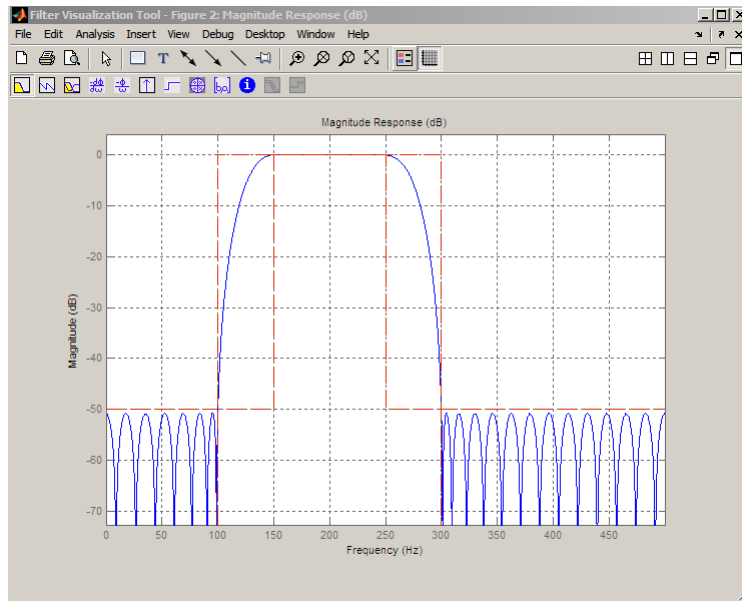 Filter Visualization Tool - Figure 2: Magnitude Response (dB)
File Edit Analysis Insert View Debug Desktop Window Help
Magnitude Response (dB)
0
-10
-20
-30
-40
-50
-60
-70
Magnitude (dB)
0 50 100 150 200 250 300 350 400 450
Frequency (Hz)